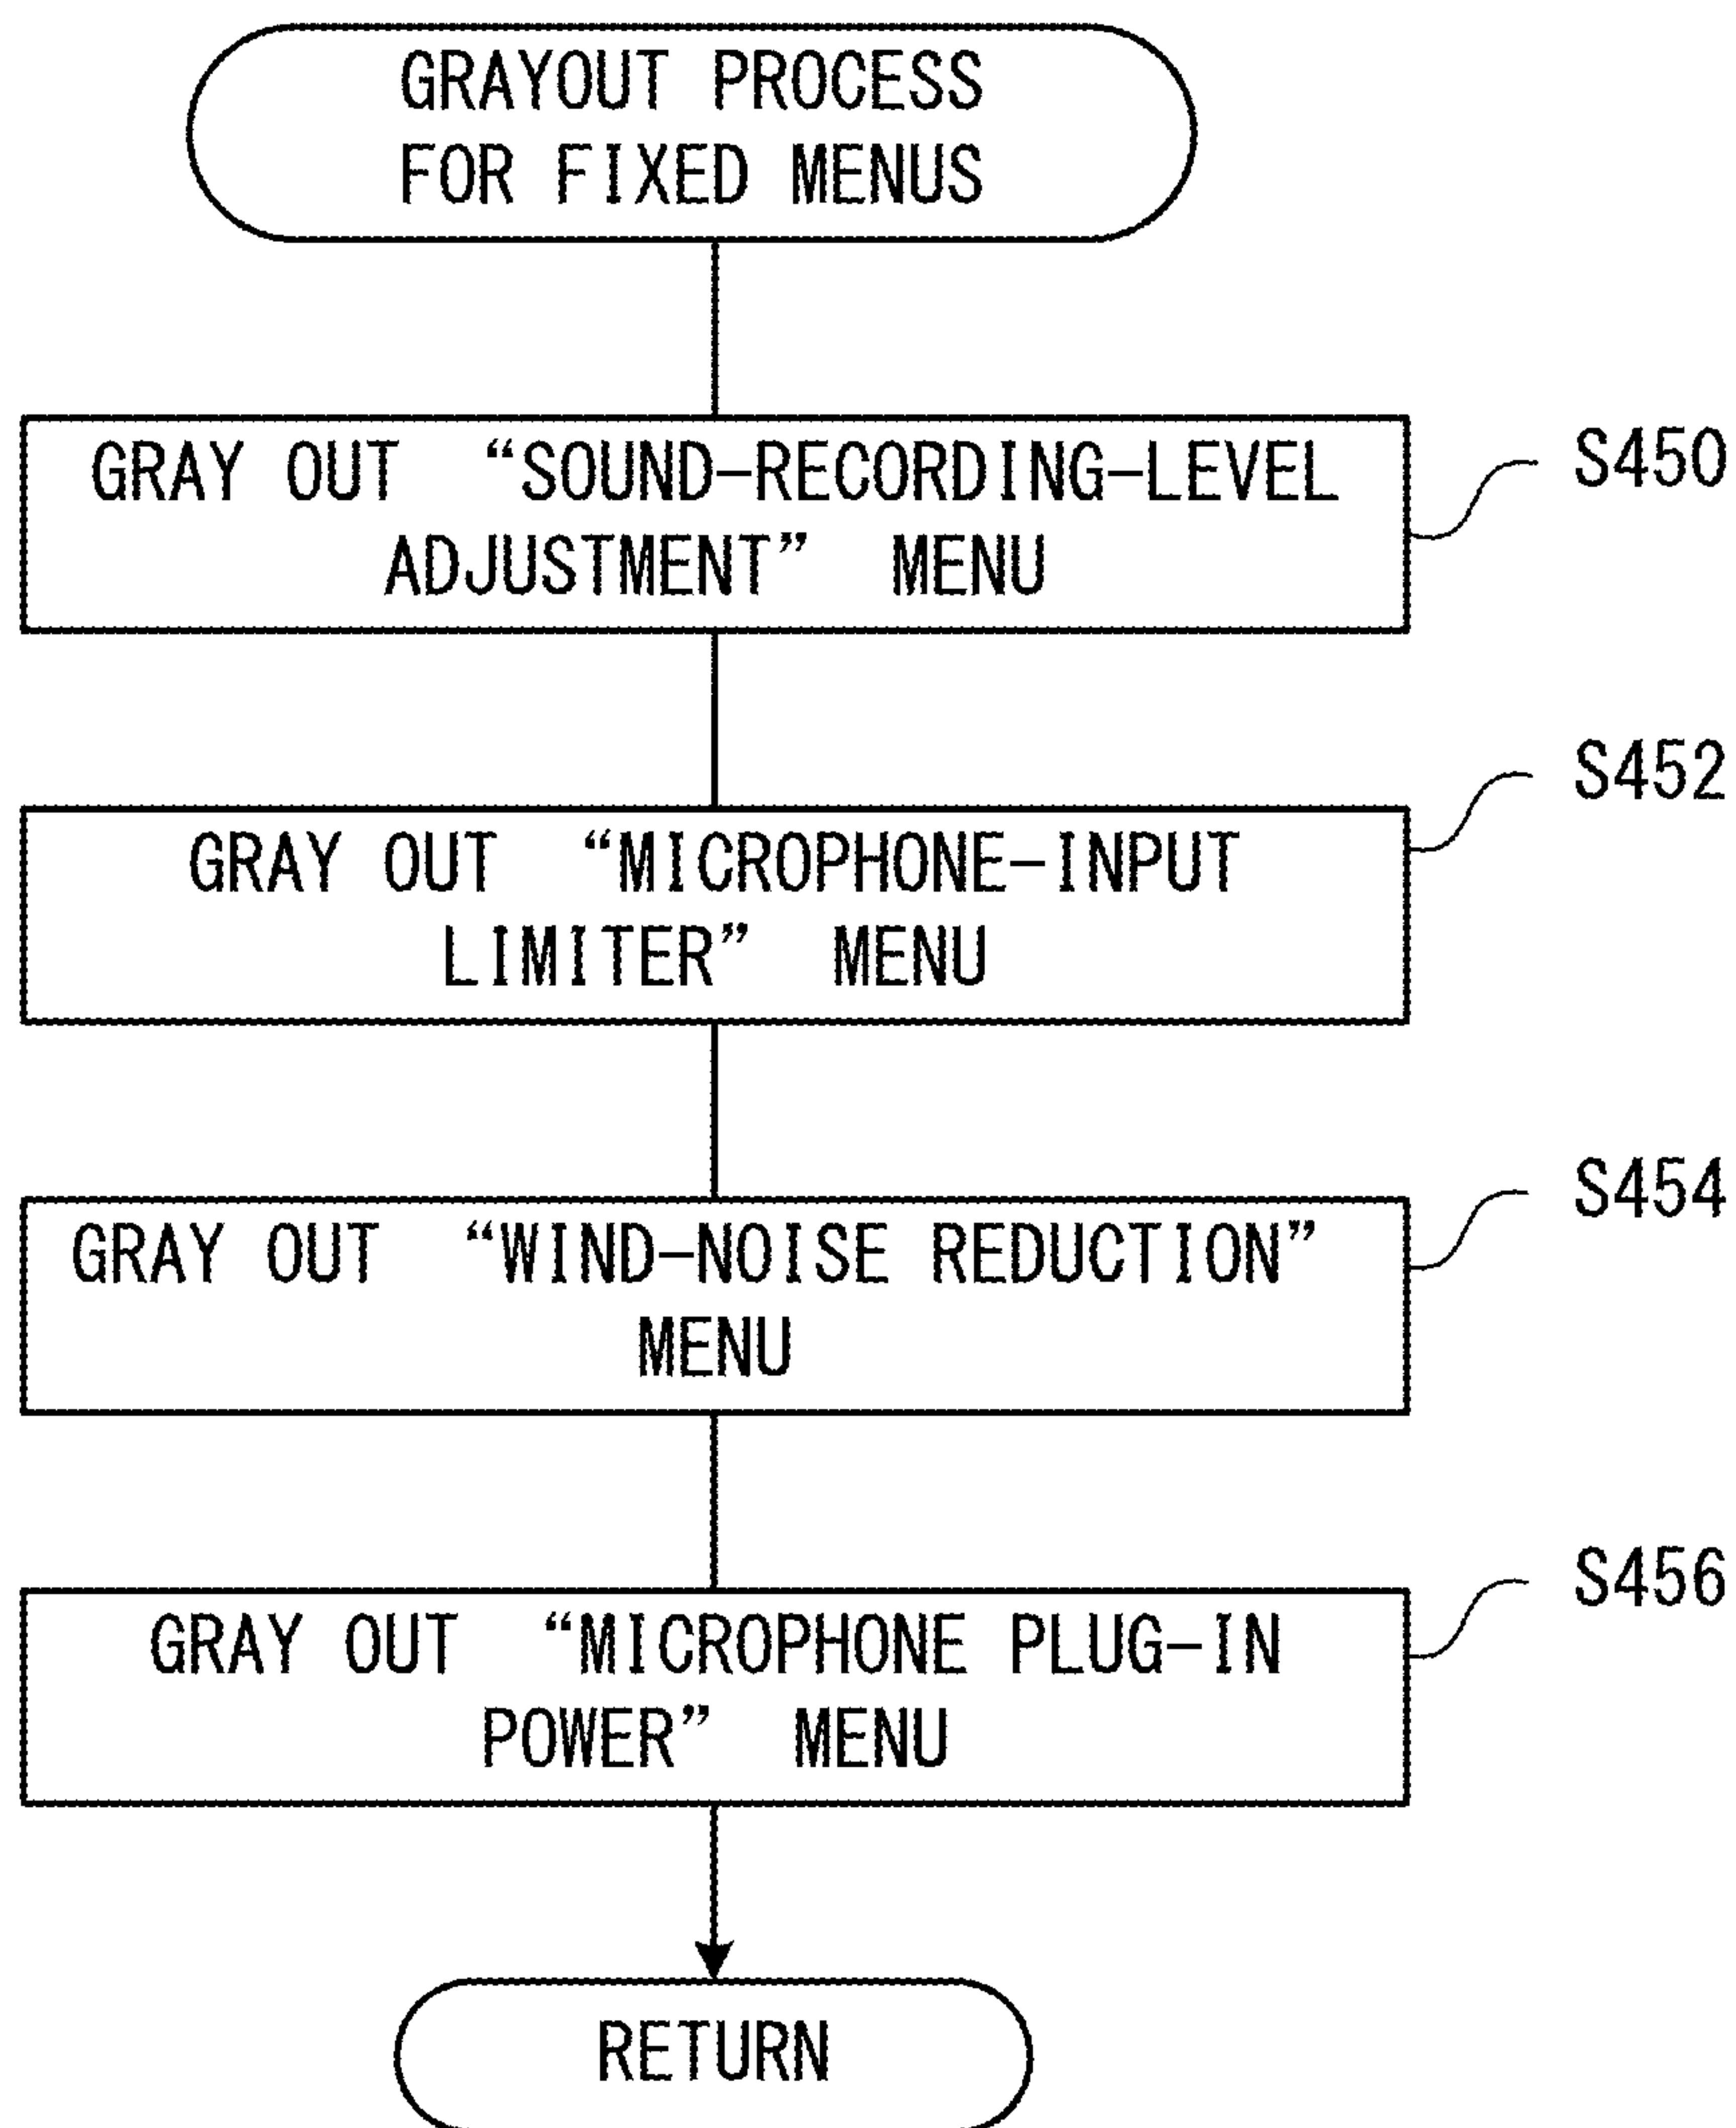 GRAYOUT PROCESS
FOR FIXED MENUS
GRAY OUT “SOUND-RECORDING-LEVEL
ADJUSTMENT” MENU
S450
GRAY OUT “MICROPHONE-INPUT
LIMITER” MENU
S452
GRAY OUT “WIND-NOISE REDUCTION”
MENU
S454
GRAY OUT “MICROPHONE PLUG-IN
POWER” MENU
S456
RETURN